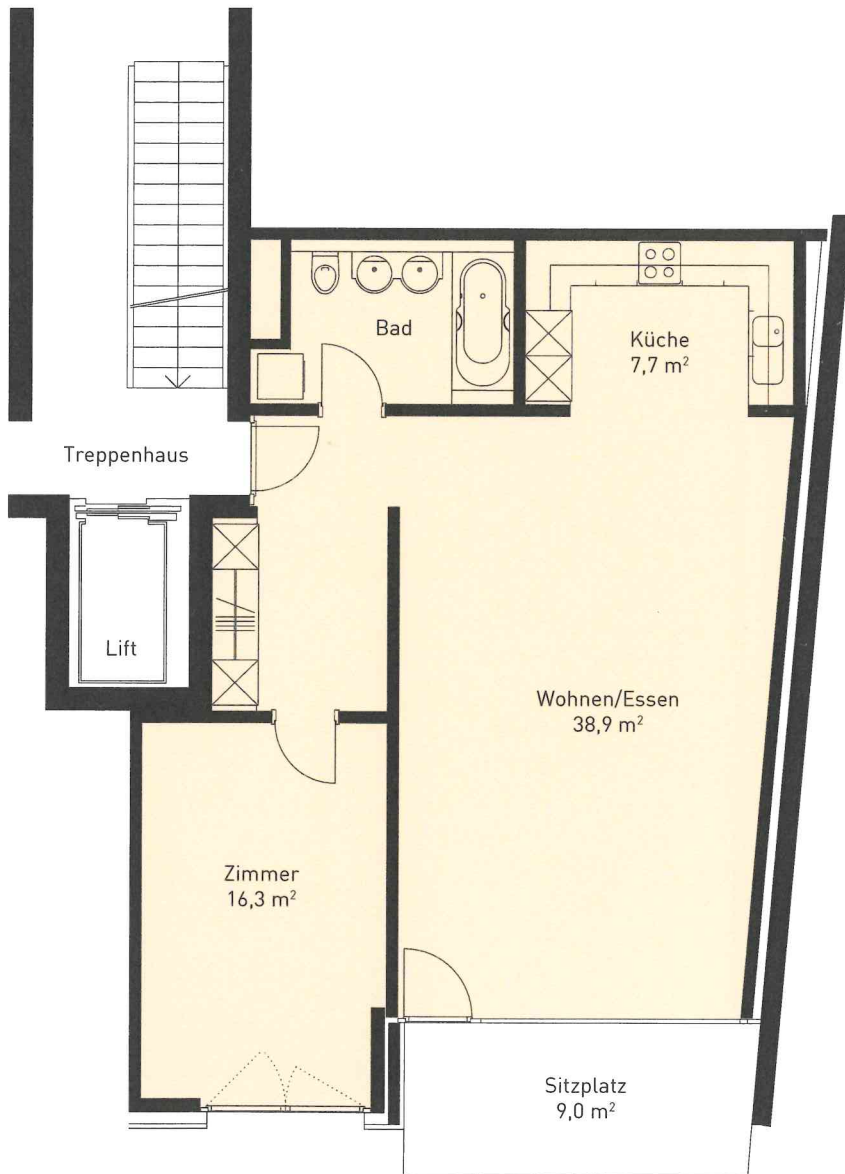 Bad
Küche
7,7 m²
Treppenhaus
Lift
Wohnen/Essen
38,9 m²
Zimmer
16,3 m²
Sitzplatz
9,0 m²